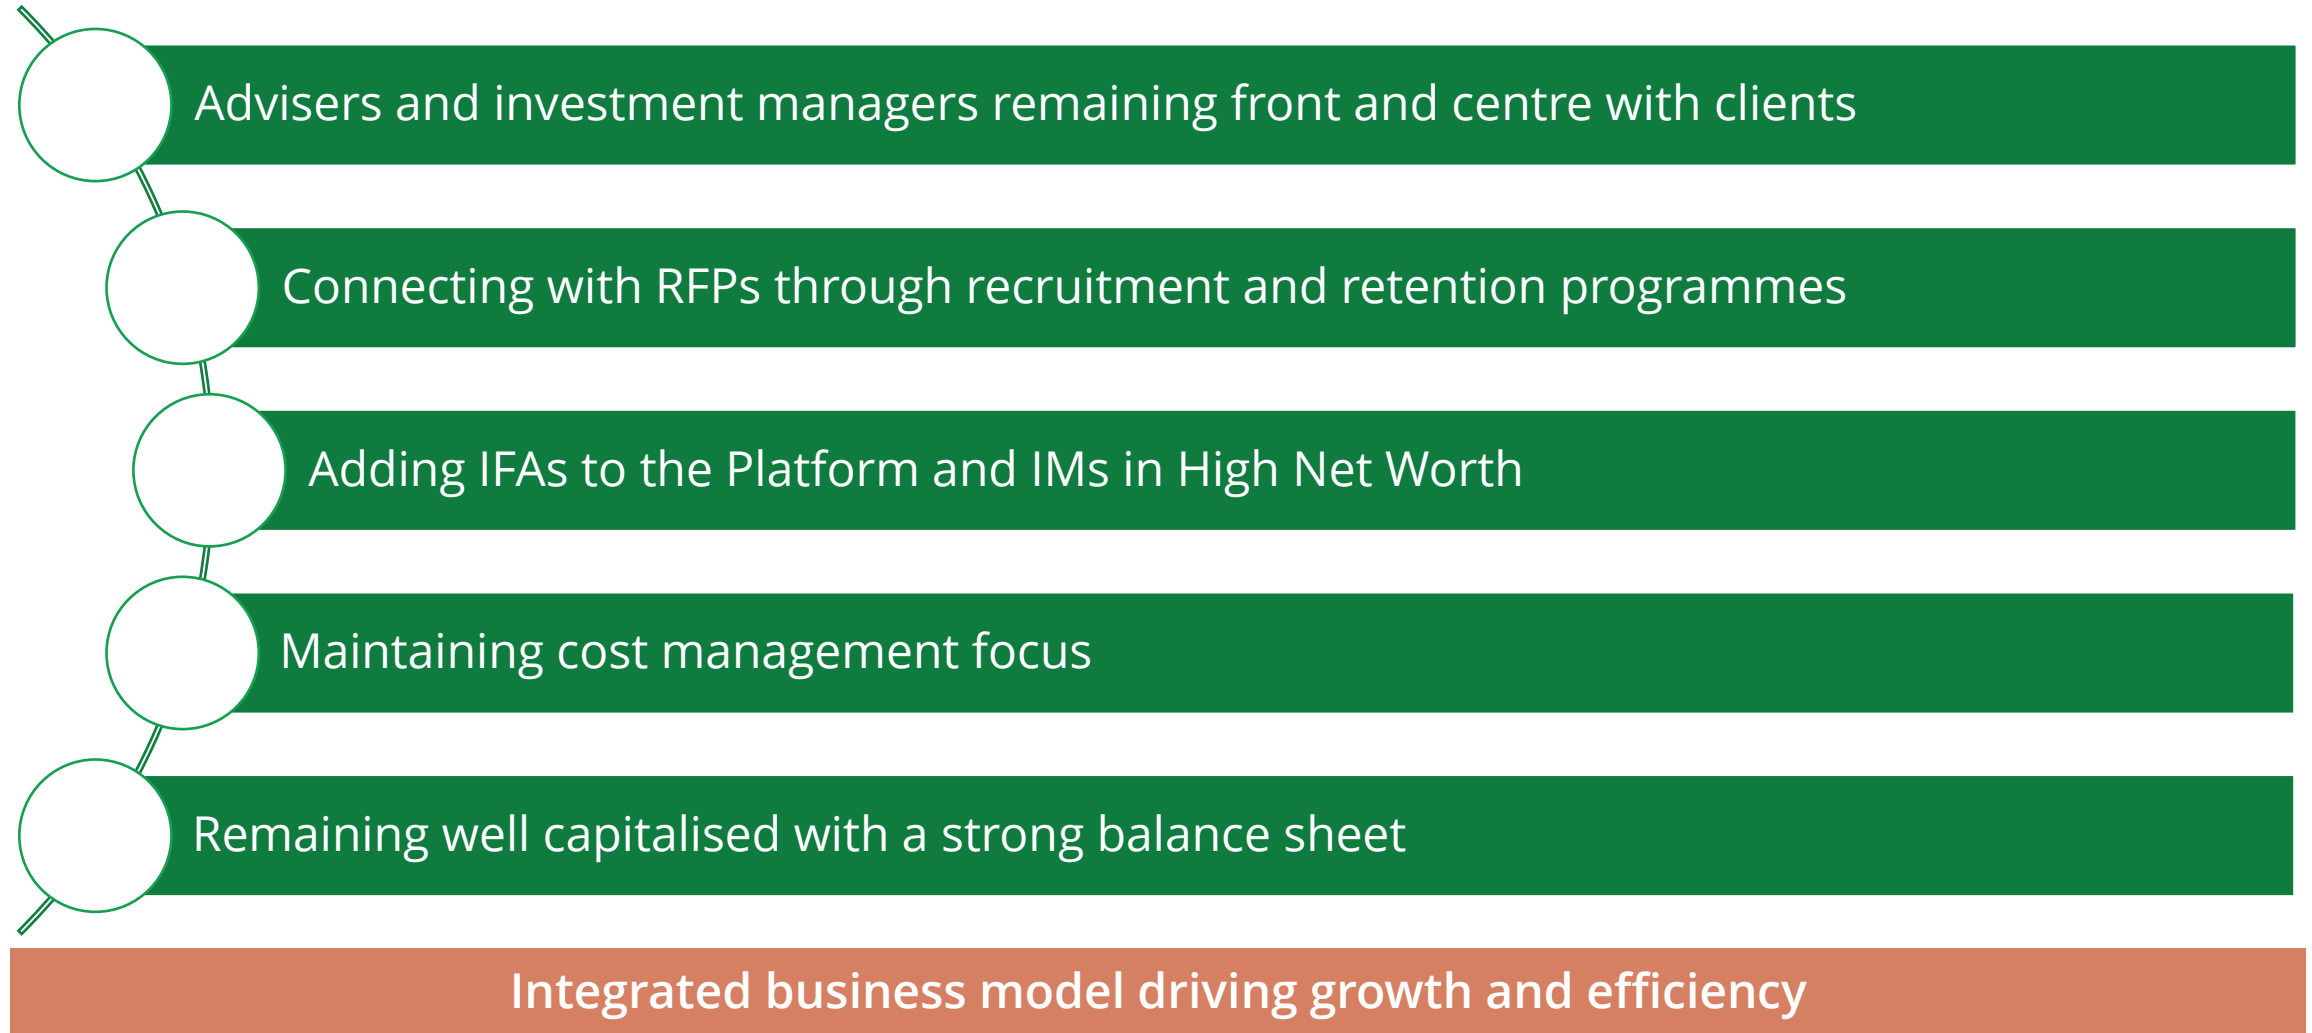 Advisers and investment managers remaining front and centre with clients
Connecting with RFPs through recruitment and retention programmes
Adding IFAs to the Platform and IMs in High Net Worth
Maintaining cost management focus
Remaining well capitalised with a strong balance sheet
Integrated business model driving growth and efficiency